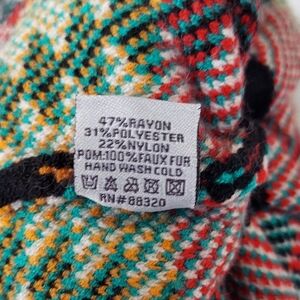 47%RAYON
31%POLYESTER
22%NYLON
POM:100%FAUX FUR
HAND WASH COLD
RN#88320